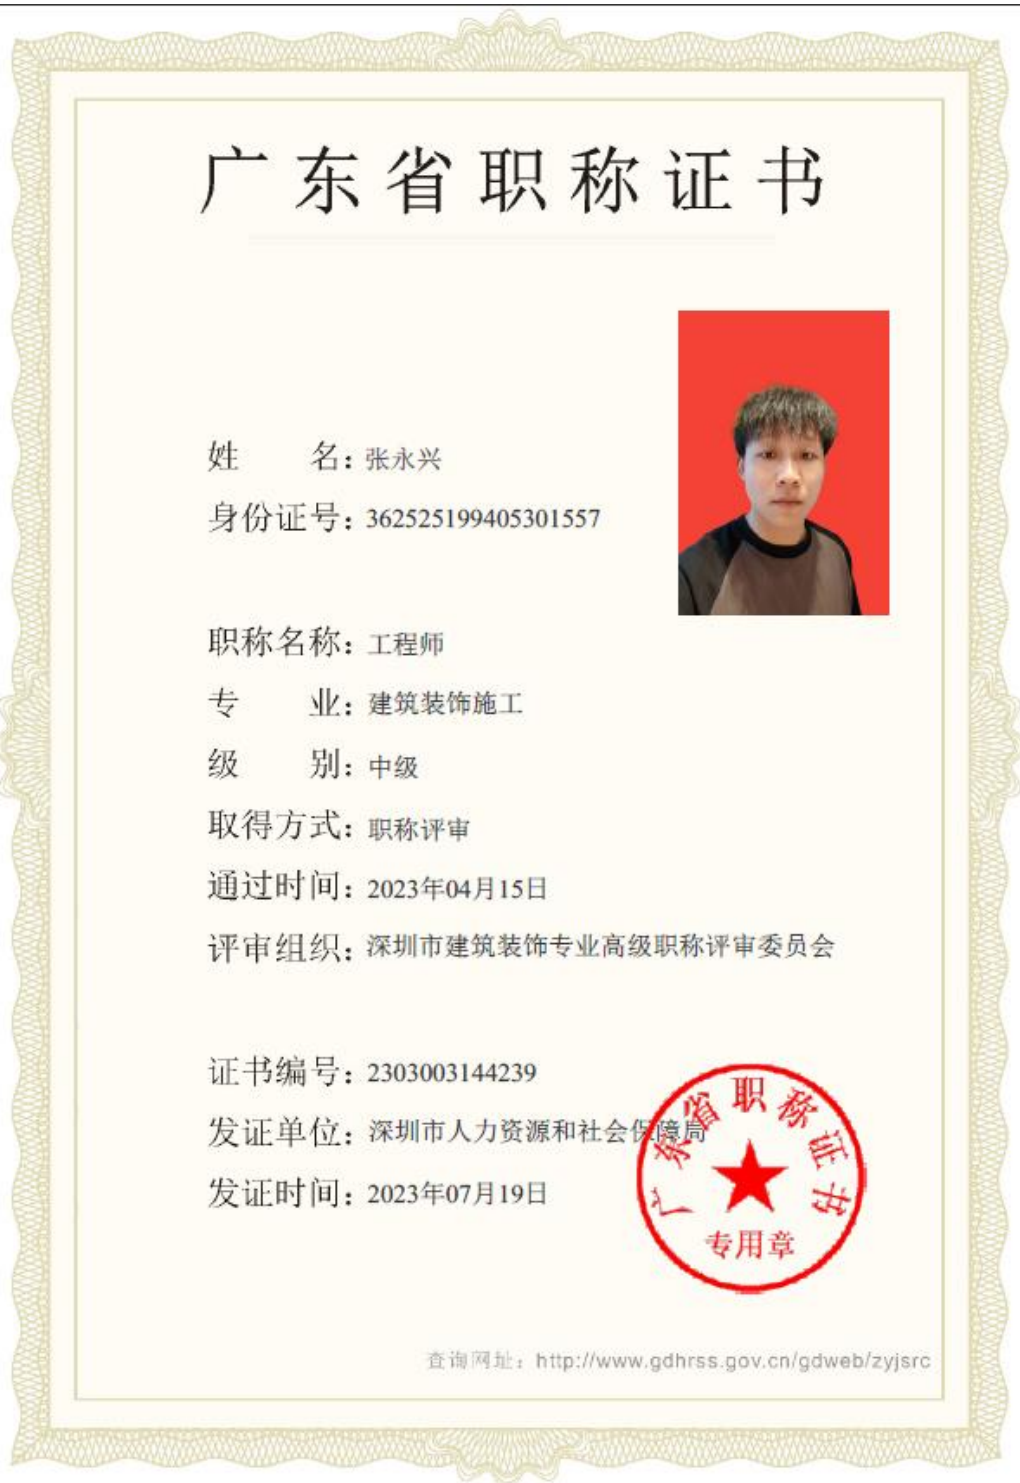 广东省职称证书
姓 名：张永兴
身份证号：362525199405301557
职称名称：工程师
专 业：建筑装饰施工
级 别：中级
取得方式：职称评审
通过时间：2023年04月15日
评审组织：深圳市建筑装饰专业高级职称评审委员会
证书编号：2303003144239
发证单位：深圳市人力资源和社会保障局
发证时间：2023年07月19日
广东省职称证书
专用章
查询网址：http://www.gdhrss.gov.cn/gdweb/zyjsrc